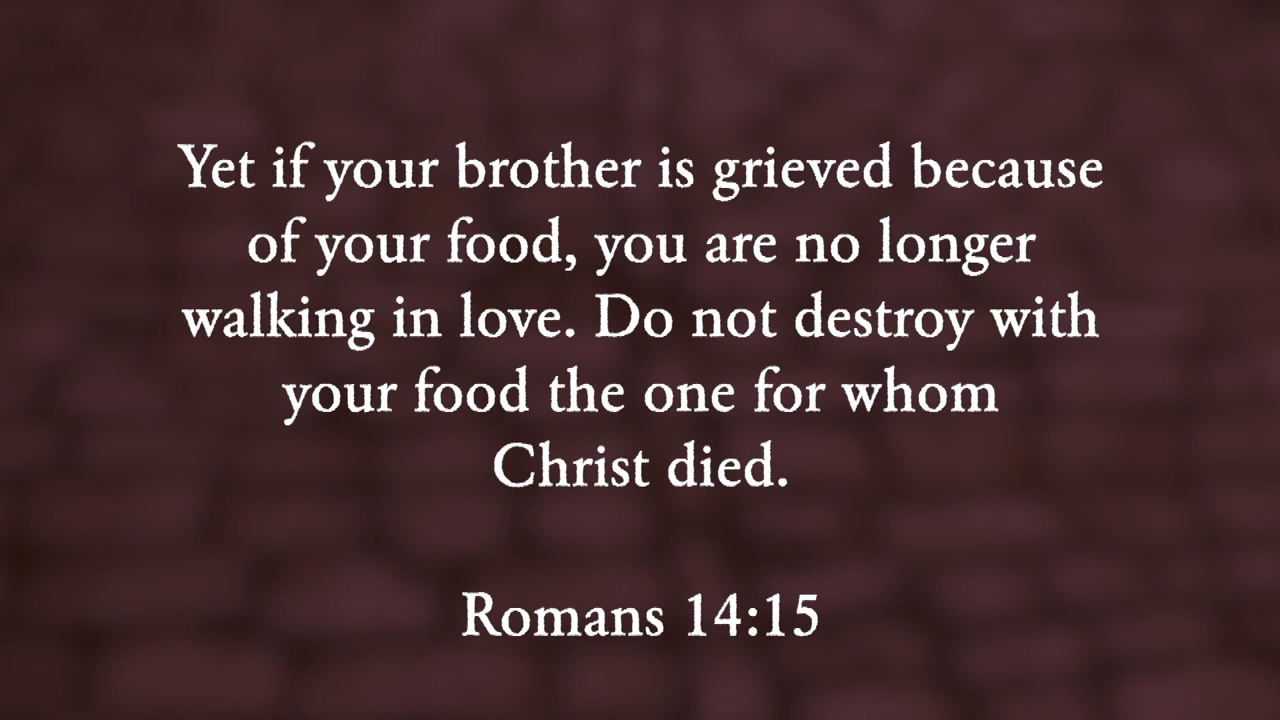 Yet if your brother is grieved because
of your food, you are no longer
walking in love. Do not destroy with
your food the one for whom
Christ died.
Romans 14:15